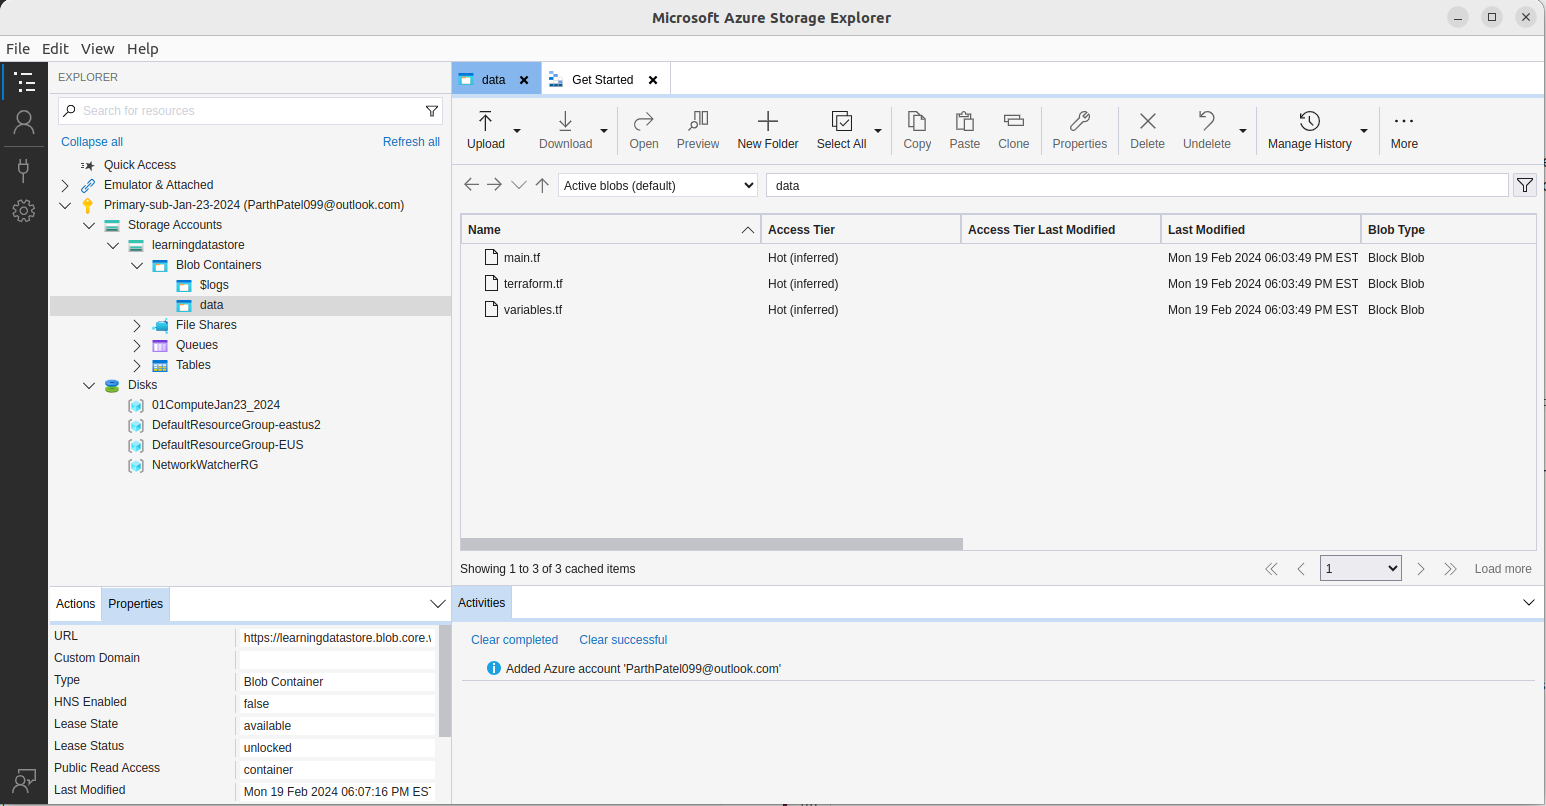 Microsoft Azure Storage Explorer
File Edit View Help
EXPLORER
Search for resources
Collapse all Refresh all
Quick Access
Emulator & Attached
Primary-sub-Jan-23-2024 (ParthPatel099@outlook.com)
Storage Accounts
learningdatastore
Blob Containers
$logs
data
File Shares
Queues
Tables
Disks
01ComputeJan23_2024
DefaultResourceGroup-eastus2
DefaultResourceGroup-EUS
NetworkWatcherRG
Actions Properties
URL https://learningdatastore.blob.core.
Custom Domain
Type Blob Container
HNS Enabled false
Lease State available
Lease Status unlocked
Public Read Access container
Last Modified Mon 19 Feb 2024 06:07:16 PM ES
data Get Started
Upload Download Open Preview New Folder Select All Copy Paste Clone Properties Delete Undelete Manage History More
Active blobs (default) data
Name Access Tier Access Tier Last Modified Last Modified Blob Type
main.tf Hot (inferred) Mon 19 Feb 2024 06:03:49 PM EST Block Blob
terraform.tf Hot (inferred) Mon 19 Feb 2024 06:03:49 PM EST Block Blob
variables.tf Hot (inferred) Mon 19 Feb 2024 06:03:49 PM EST Block Blob
Showing 1 to 3 of 3 cached items 1 Load more
Activities
Clear completed Clear successful
Added Azure account 'ParthPatel099@outlook.com'